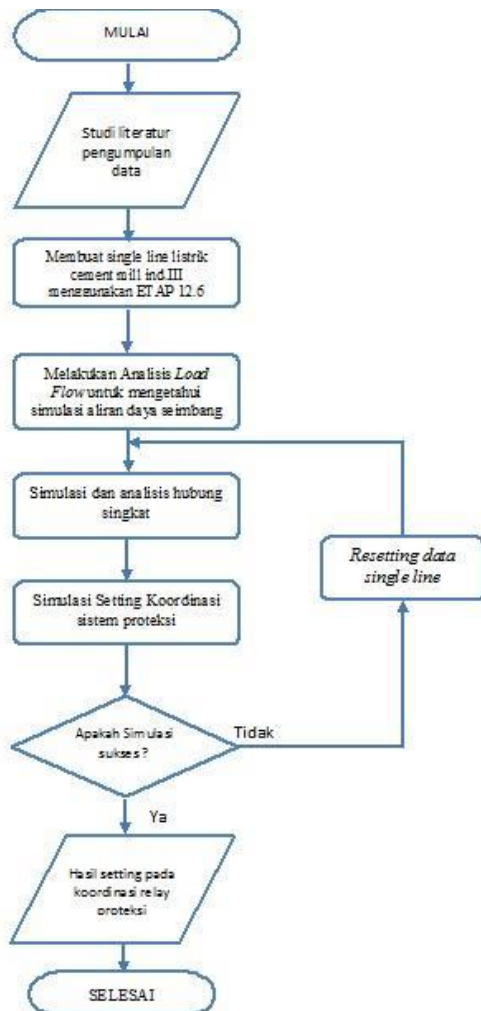 MULAI
Studi literatur
pengumpulan
data
Membuat single line listrik
cement mill ind.III
menggunakan ETAP 12.6
Melakukan Analisis Load
Flow untuk mengetahui
simulasi aliran daya seimbang
Simulasi dan analisis hubung
singkat
Resetting data
single line
Simulasi Setting Koordinasi
sistem proteksi
Apakah Simulasi
sukses?
Tidak
Ya
Hasil setting pada
koordinasi relay
proteksi
SELESAI